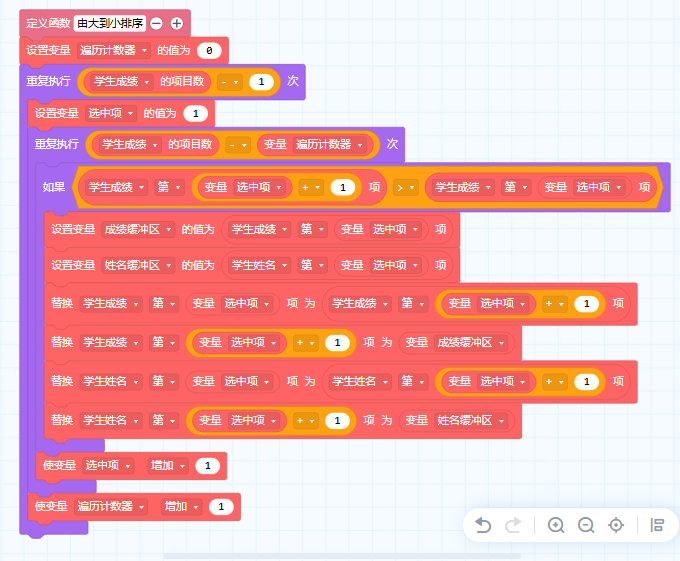 定义函数 由大到小排序
设置变量 遍历计数器 的值为 0
重复执行 学生成绩 的项目数 - 1 次
设置变量 选中项 的值为 1
重复执行 学生成绩 的项目数 - 变量 遍历计数器 次
如果 学生成绩 第 变量 选中项 + 1 项 > 学生成绩 第 变量 选中项 项
设置变量 成绩缓冲区 的值为 学生成绩 第 变量 选中项 项
设置变量 姓名缓冲区 的值为 学生姓名 第 变量 选中项 项
替换 学生成绩 第 变量 选中项 项 为 学生成绩 第 变量 选中项 + 1 项
替换 学生成绩 第 变量 选中项 + 1 项 为 变量 成绩缓冲区
替换 学生姓名 第 变量 选中项 项 为 学生姓名 第 变量 选中项 + 1 项
替换 学生姓名 第 变量 选中项 + 1 项 为 变量 姓名缓冲区
使变量 选中项 增加 1
使变量 遍历计数器 增加 1